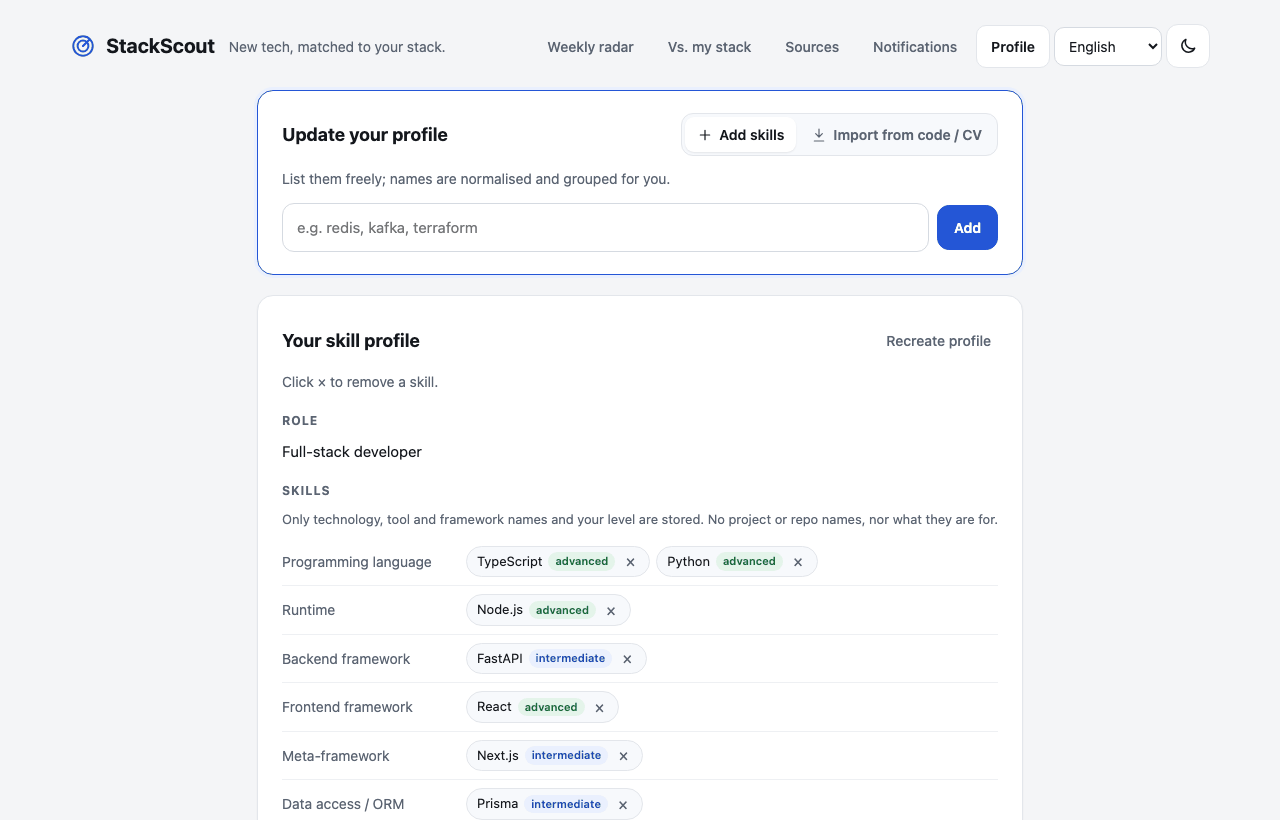 StackScout New tech, matched to your stack. Weekly radar Vs. my stack Sources Notifications Profile English
Update your profile + Add skills Import from code / CV
List them freely; names are normalised and grouped for you.
e.g. redis, kafka, terraform Add
Your skill profile Recreate profile
Click × to remove a skill.
ROLE
Full-stack developer
SKILLS
Only technology, tool and framework names and your level are stored. No project or repo names, nor what they are for.
Programming language TypeScript advanced × Python advanced ×
Runtime Node.js advanced ×
Backend framework FastAPI intermediate ×
Frontend framework React advanced ×
Meta-framework Next.js intermediate ×
Data access / ORM Prisma intermediate ×